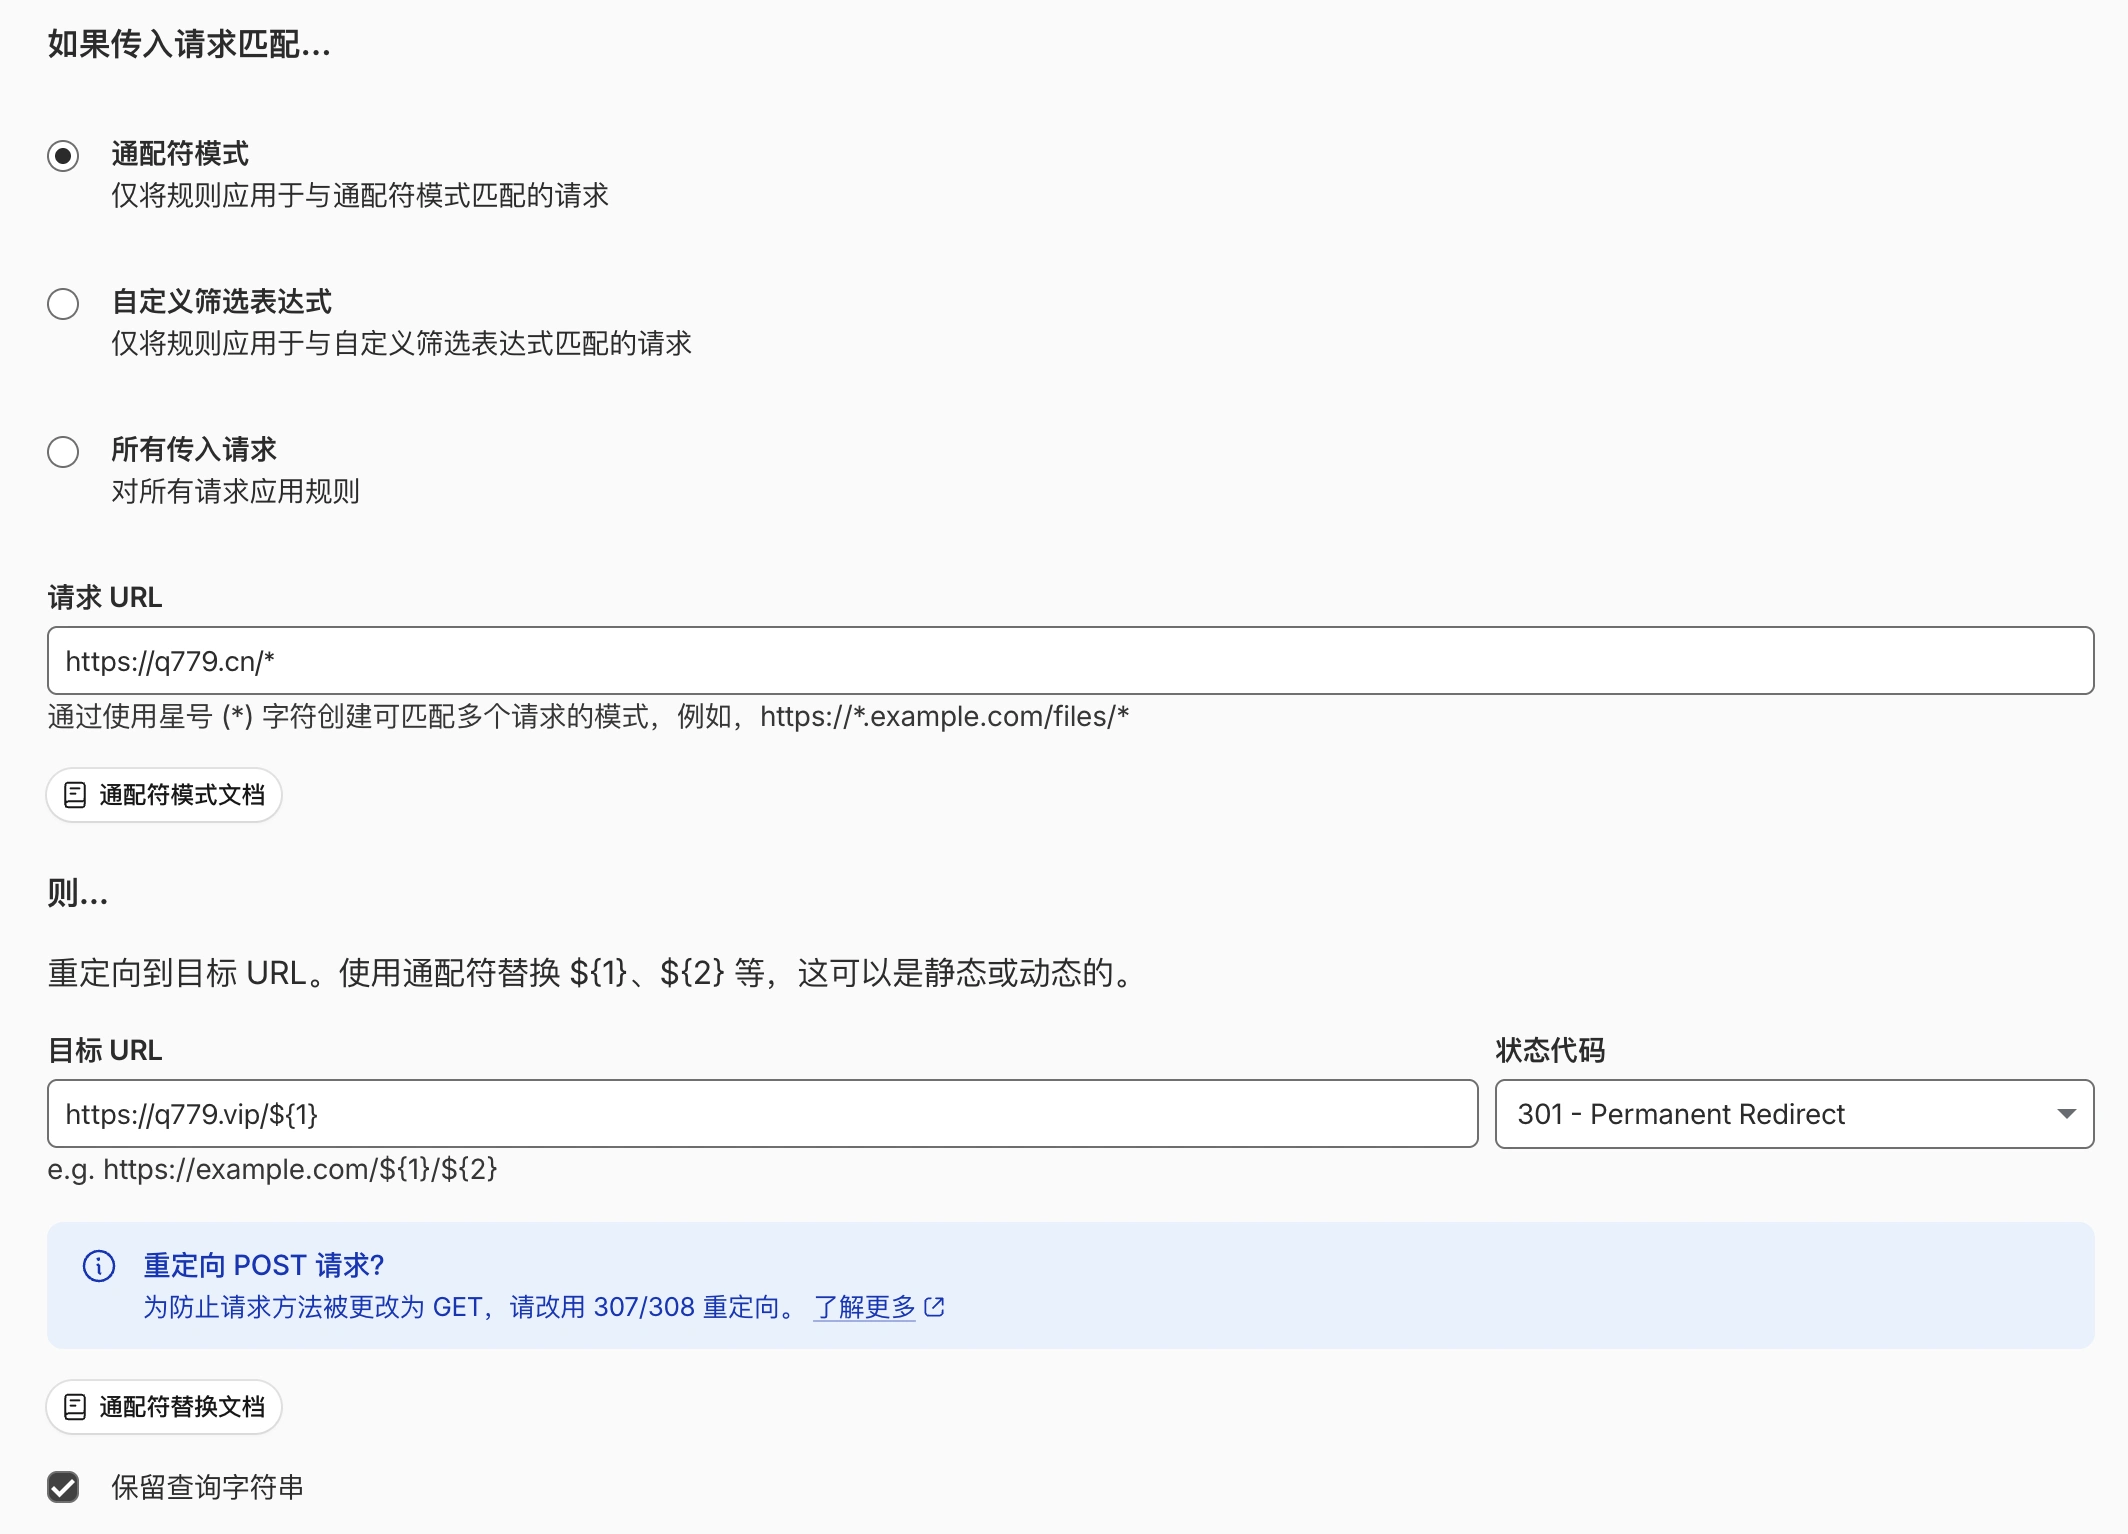 如果传入请求匹配...
通配符模式
仅将规则应用于与通配符模式匹配的请求
自定义筛选表达式
仅将规则应用于与自定义筛选表达式匹配的请求
所有传入请求
对所有请求应用规则
请求 URL
https://q779.cn/*
通过使用星号 (*) 字符创建可匹配多个请求的模式，例如，https://*.example.com/files/*
通配符模式文档
则...
重定向到目标 URL。使用通配符替换 ${1}、${2} 等，这可以是静态或动态的。
目标 URL
状态代码
https://q779.vip/${1}
301 - Permanent Redirect
e.g. https://example.com/${1}/${2}
重定向 POST 请求?
为防止请求方法被更改为 GET，请改用 307/308 重定向。 了解更多
通配符替换文档
保留查询字符串